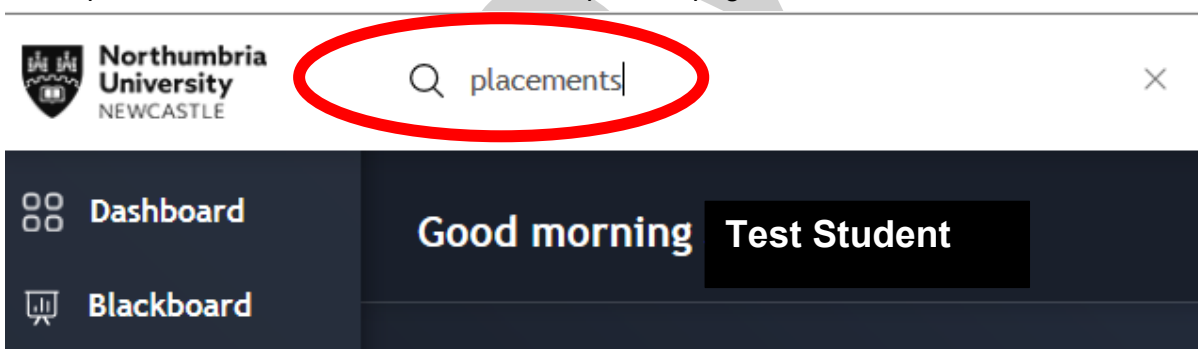 Northumbria
University
NEWCASTLE
placements
Dashboard
Good morning Test Student
Blackboard